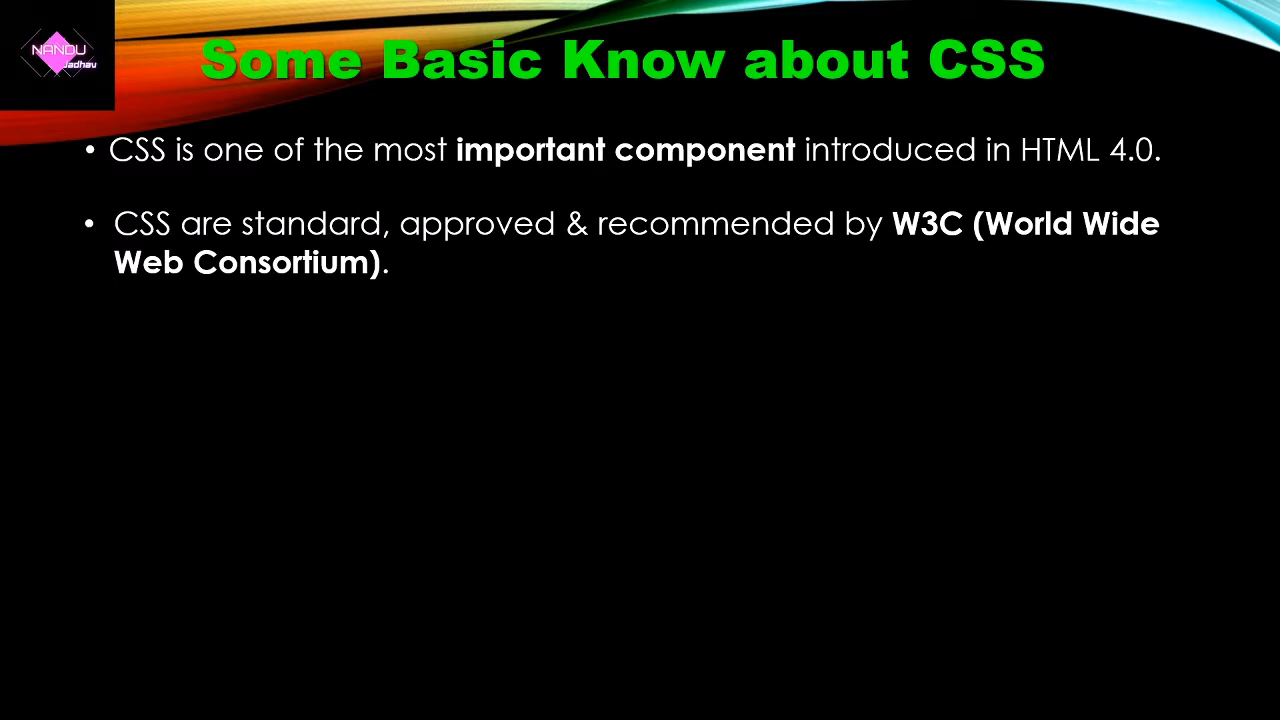 NANDU
Jadhav
Some Basic Know about CSS
• CSS is one of the most important component introduced in HTML 4.0.
• CSS are standard, approved & recommended by W3C (World Wide
Web Consortium).